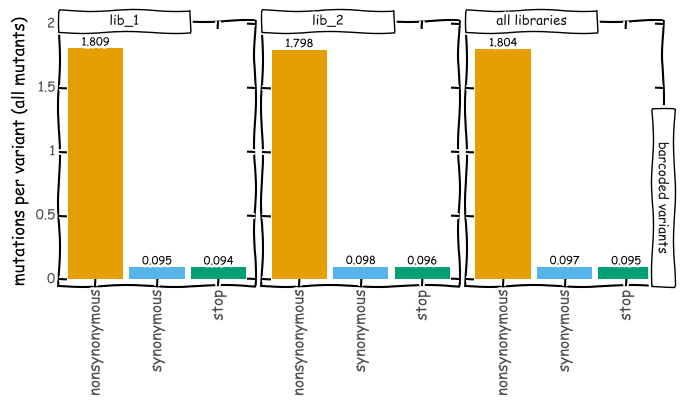 lib_1
lib_2
all libraries
mutations per variant (all mutants)
2
1.5
1
0.5
0
1.809
0.095
0.094
1.798
0.098
0.096
1.804
0.097
0.095
barcoded variants
nonsynonymous
synonymous
stop
nonsynonymous
synonymous
stop
nonsynonymous
synonymous
stop